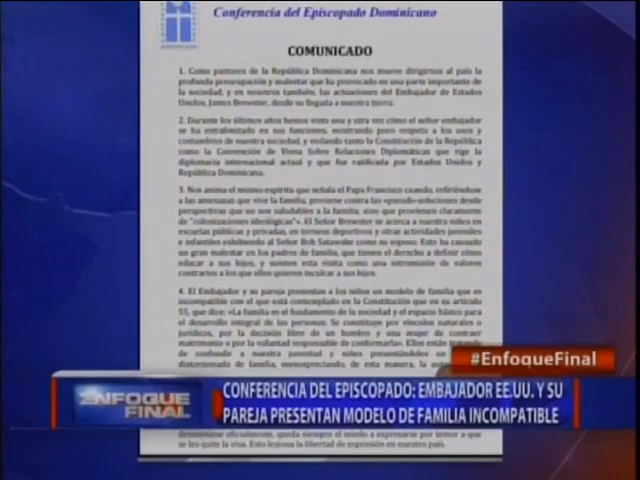 Conferencia del Episcopado Dominicano
COMUNICADO
1. Como pastores de la República Dominicana nos mueve dirigirnos al país la
profunda preocupación y malestar que ha provocado en una parte importante de
la sociedad, y en nosotros también, las actuaciones del Embajador de Estados
Unidos, James Brewster, desde su llegada a nuestra tierra.
2. Durante los últimos años hemos visto una y otra vez cómo el señor embajador
se ha extralimitado en sus funciones, mostrando poco respeto a los usos y
costumbres de nuestra sociedad, y violando tanto la Constitución de la República
como la Convención de Viena Sobre Relaciones Diplomáticas que rige la
diplomacia internacional actual y que fue ratificada por Estados Unidos y
República Dominicana.
3. Nos anima el mismo espíritu que señala el Papa Francisco cuando, refiriéndose
a las amenazas que vive la familia, previene contra las «pseudo-soluciones desde
perspectivas que no son saludables a la familia, sino que provienen claramente
de "colonizaciones ideológicas"». El Señor Brewster se acerca a nuestra niñez en
escuelas públicas y privadas, en torneos deportivos y otras actividades juveniles
e infantiles exhibiendo al Señor Bob Satawake como su esposo. Esto ha causado
un gran malestar en los padres de familia, que tienen el derecho a definir cómo
educar a sus hijos, y sienten esta visita como una intromisión de valores
contrarios a los que ellos quieren inculcar a sus hijos.
4. El Embajador y su pareja presentan a los niños un modelo de familia que es
incompatible con el que está contemplado en la Constitución que en su artículo
55, que dice: «La familia es el fundamento de la sociedad y el espacio básico para
el desarrollo integral de las personas. Se constituye por vínculos naturales o
jurídicos, por la decisión libre de un hombre y una mujer de contraer
matrimonio o por la voluntad responsable de conformarla». Ellos están tratando
de confundir a nuestra juventud y niñez presentándoles un
distorsionado de familia, menospreciando, de esta manera, la
#EnfoqueFinal
ENFOQUE
FINAL
CONFERENCIA DEL EPISCOPADO: EMBAJADOR EE.UU. Y SU
PAREJA PRESENTAN MODELO DE FAMILIA INCOMPATIBLE
oficialmente, queda siempre el miedo a expresarse por temor a que
se les quite la visa. Esto lesiona la libertad de expresión en nuestro país.